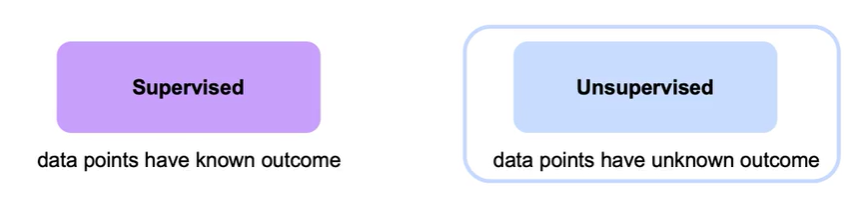 Supervised
data points have known outcome
Unsupervised
data points have unknown outcome